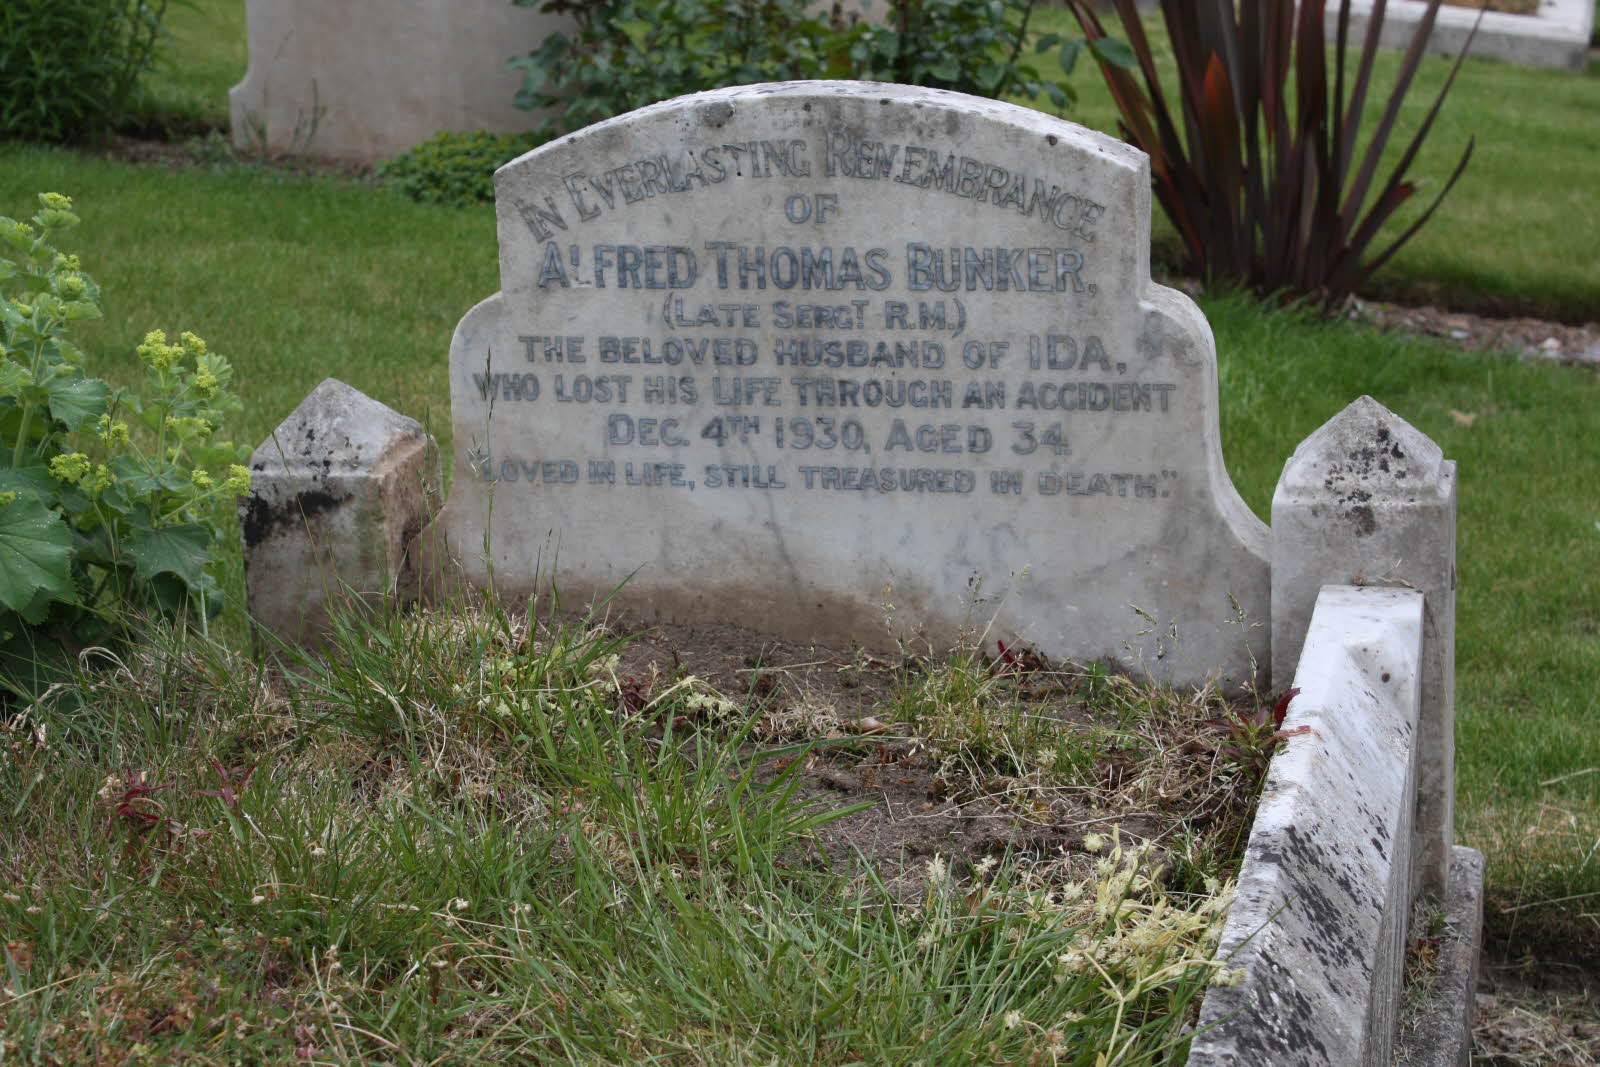 IN EVERLASTING REMEMBRANCE
OF
ALFRED THOMAS BUNKER,
(LATE SERGT R.M.)
THE BELOVED HUSBAND OF IDA,
WHO LOST HIS LIFE THROUGH AN ACCIDENT
DEC. 4TH 1930, AGED 34.
"LOVED IN LIFE, STILL TREASURED IN DEATH."